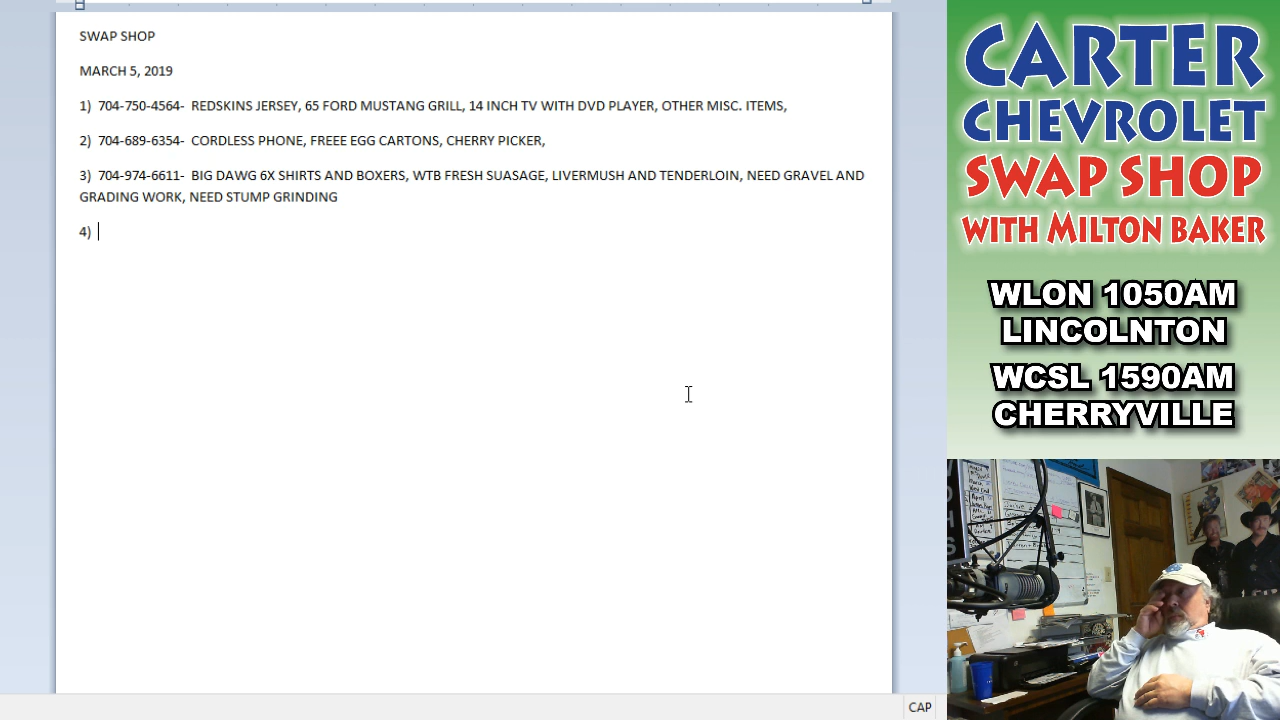 SWAP SHOP
MARCH 5, 2019
1) 704-750-4564- REDSKINS JERSEY, 65 FORD MUSTANG GRILL, 14 INCH TV WITH DVD PLAYER, OTHER MISC. ITEMS,
2) 704-689-6354- CORDLESS PHONE, FREEE EGG CARTONS, CHERRY PICKER,
3) 704-974-6611- BIG DAWG 6X SHIRTS AND BOXERS, WTB FRESH SUASAGE, LIVERMUSH AND TENDERLOIN, NEED GRAVEL AND
GRADING WORK, NEED STUMP GRINDING
4)
CAP
CARTER
CHEVROLET
SWAP SHOP
WITH MILTON BAKER
WLON 1050AM
LINCOLNTON
WCSL 1590AM
CHERRYVILLE